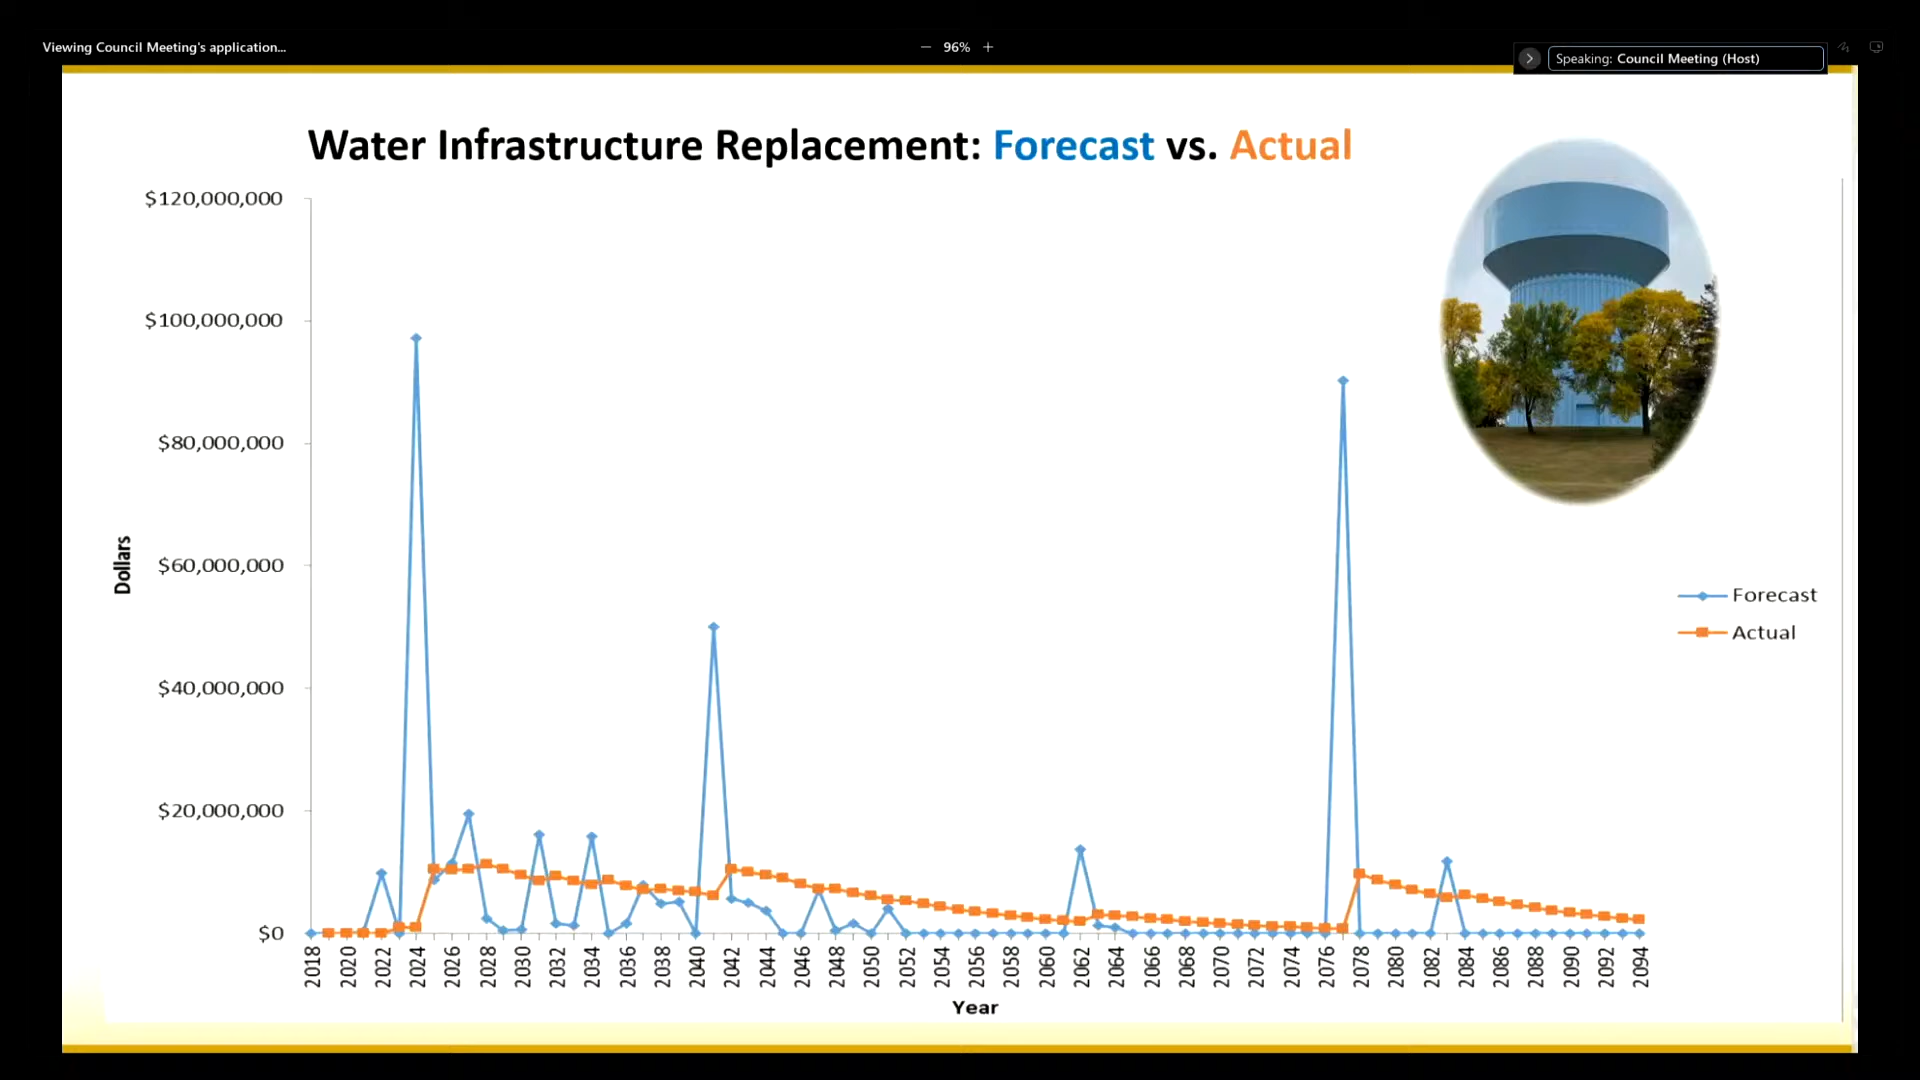 Viewing Council Meeting's application...
96%
Speaking: Council Meeting (Host)
Water Infrastructure Replacement: Forecast vs. Actual
$120,000,000
$100,000,000
$80,000,000
$60,000,000
$40,000,000
$20,000,000
$0
Dollars
Forecast
Actual
2018 2020 2022 2024 2026 2028 2030 2032 2034 2036 2038 2040 2042 2044 2046 2048 2050 2052 2054 2056 2058 2060 2062 2064 2066 2068 2070 2072 2074 2076 2078 2080 2082 2084 2086 2088 2090 2092 2094
Year